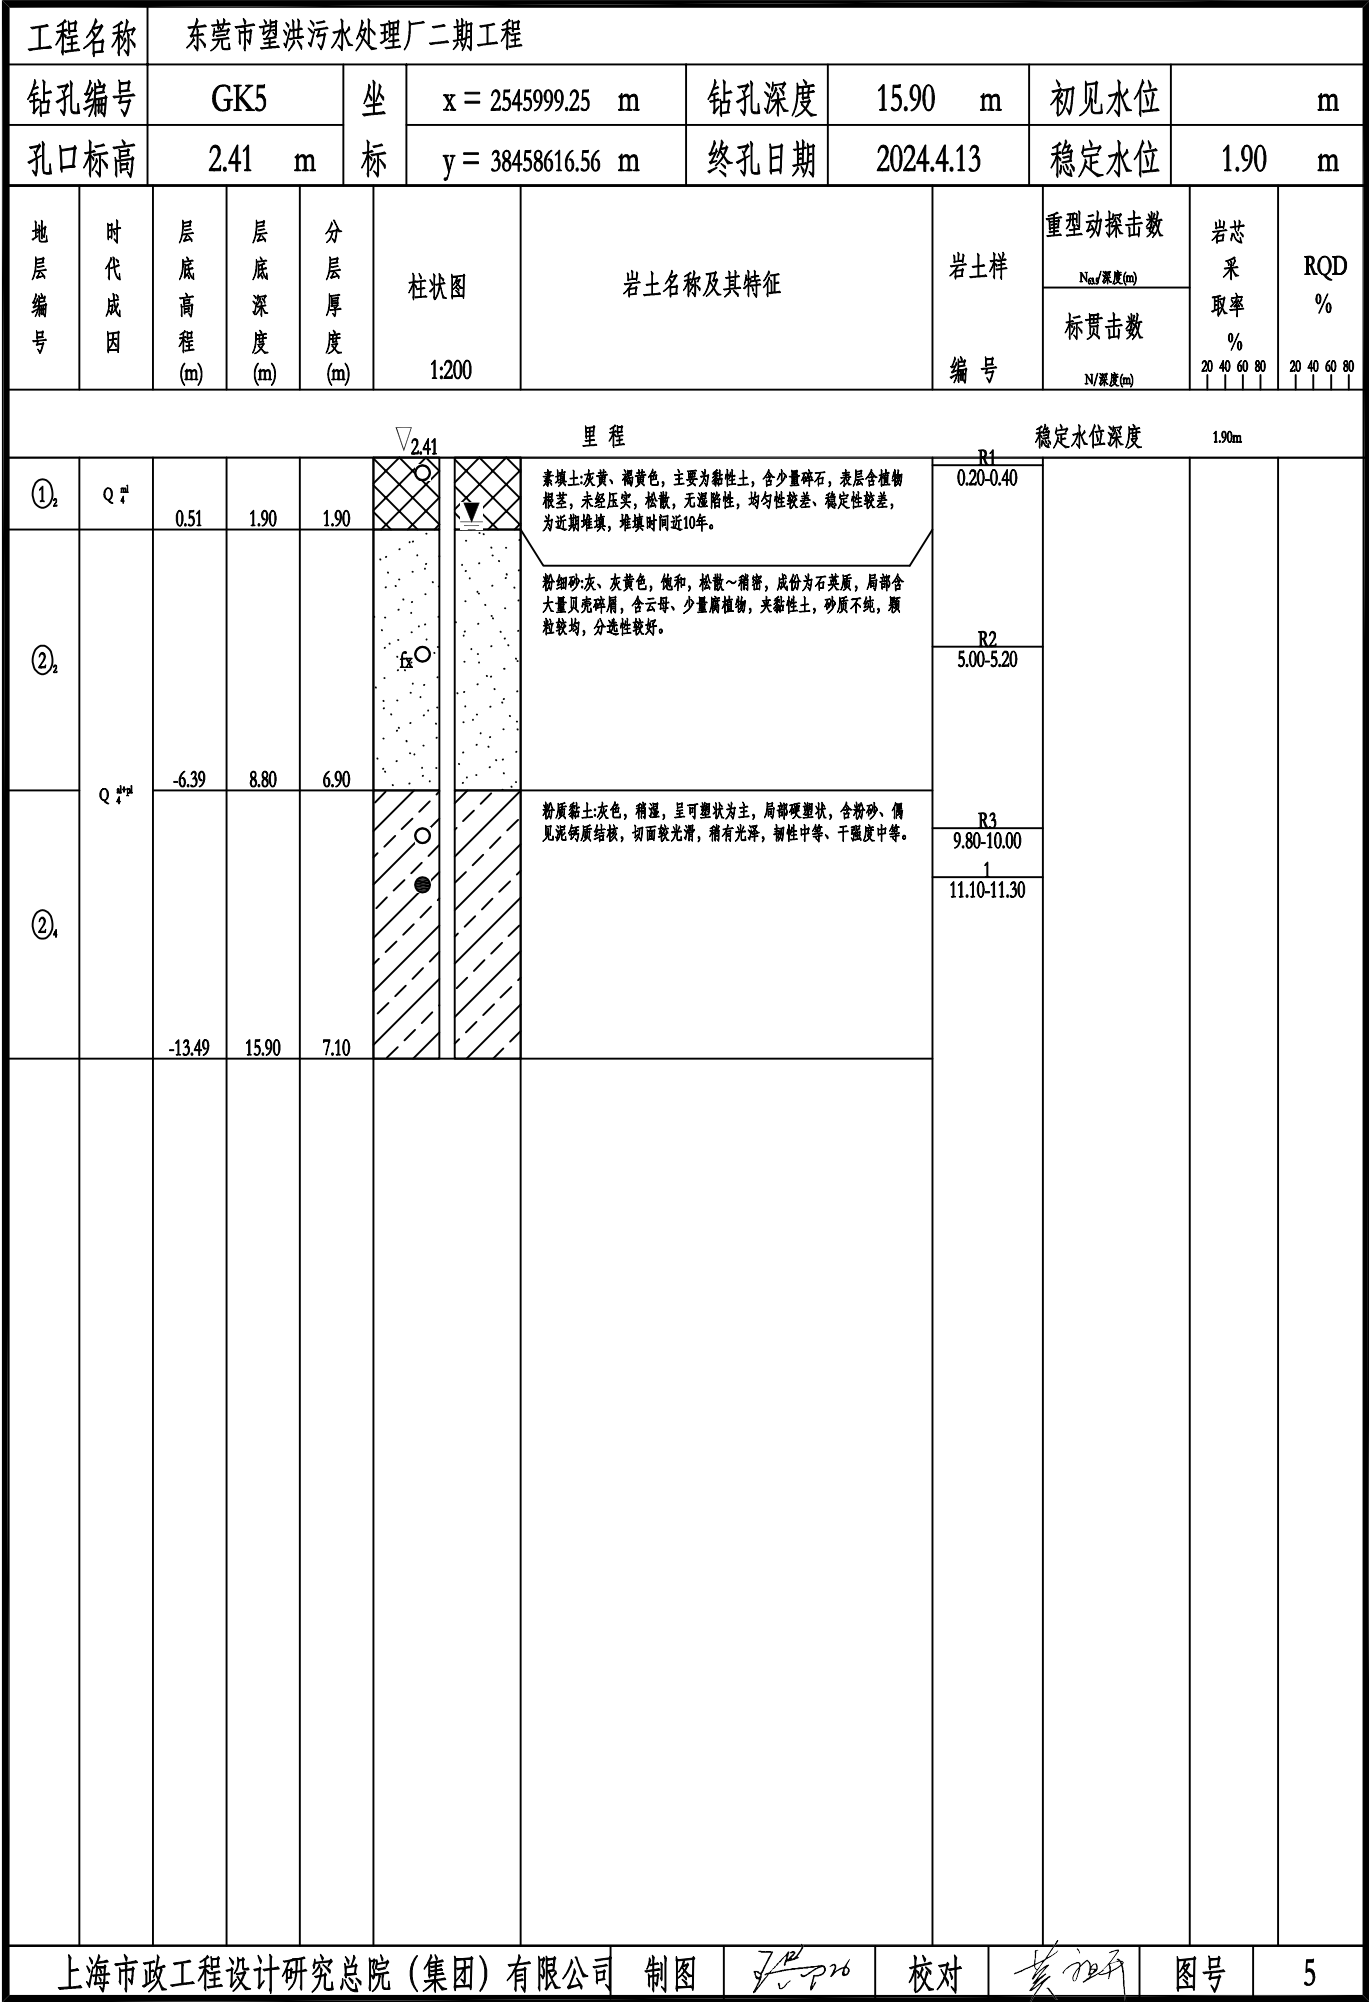 工程名称 东莞市望洪污水处理厂二期工程
钻孔编号 GK5 坐标 x = 2545999.25 m 钻孔深度 15.90 m 初见水位 m
孔口标高 2.41 m y = 38458616.56 m 终孔日期 2024.4.13 稳定水位 1.90 m
地层编号
时代成因
层底高程(m)
层底深度(m)
分层厚度(m)
柱状图
1:200
岩土名称及其特征
岩土样
编 号
重型动探击数
N63.5/深度(m)
标贯击数
N/深度(m)
岩芯
采
取率
%
20 40 60 80
RQD
%
20 40 60 80
2.41 里 程 稳定水位深度 1.90m
①2 Q4ml 0.51 1.90 1.90
素填土:灰黄、褐黄色，主要为黏性土，含少量碎石，表层含植物
根茎，未经压实，松散，无湿陷性，均匀性较差、稳定性较差，
为近期堆填，堆填时间近10年。
R1
0.20-0.40
②2 -6.39 8.80 6.90
fx
粉细砂:灰、灰黄色，饱和，松散～稍密，成份为石英质，局部含
大量贝壳碎屑，含云母、少量腐植物，夹黏性土，砂质不纯，颗
粒较均，分选性较好。
R2
5.00-5.20
Q4al+pl
②4 -13.49 15.90 7.10
粉质黏土:灰色，稍湿，呈可塑状为主，局部硬塑状，含粉砂、偶
见泥钙质结核，切面较光滑，稍有光泽，韧性中等、干强度中等。
R3
9.80-10.00
1
11.10-11.30
上海市政工程设计研究总院（集团）有限公司 制图 校对 图号 5